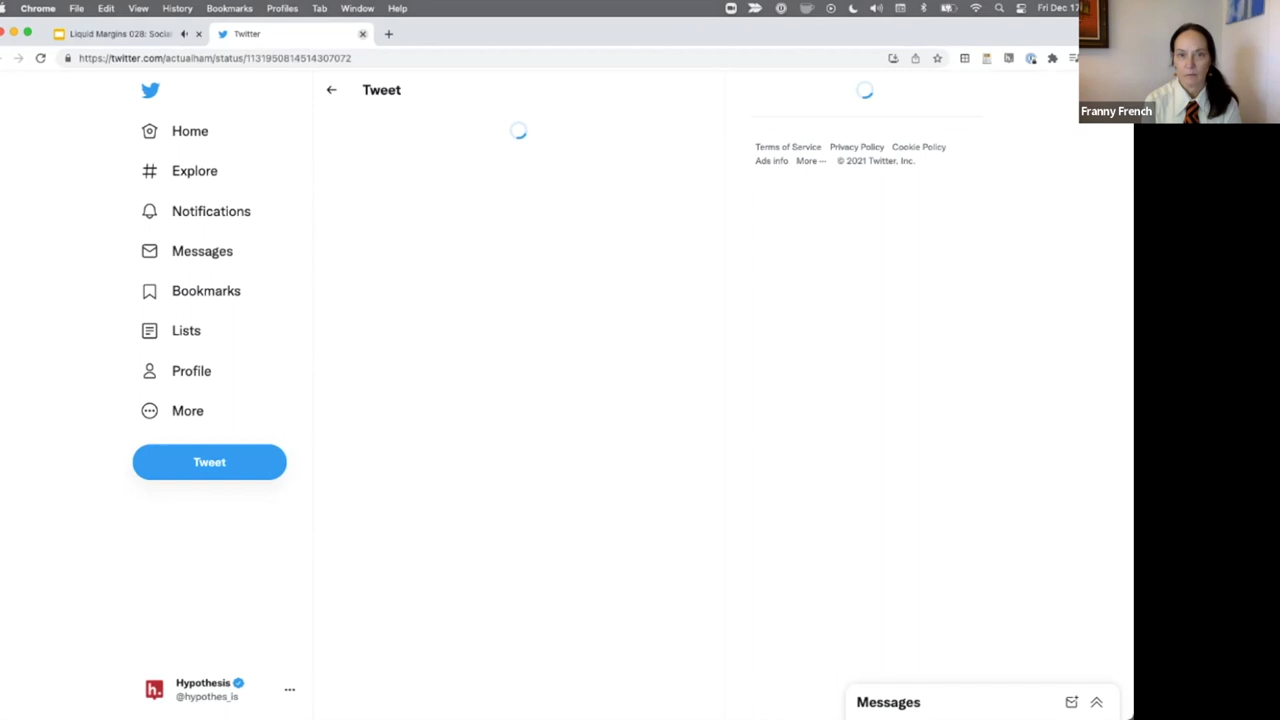 Chrome File Edit View History Bookmarks Profiles Tab Window Help Fri Dec 17
Liquid Margins 028: Social
Twitter
https://twitter.com/actualham/status/1131950814514307072
Franny French
Tweet
Home
Explore
Notifications
Messages
Bookmarks
Lists
Profile
More
Tweet
Hypothesis
@hypothes_is
Terms of Service Privacy Policy Cookie Policy
Ads info More ··· © 2021 Twitter, Inc.
Messages